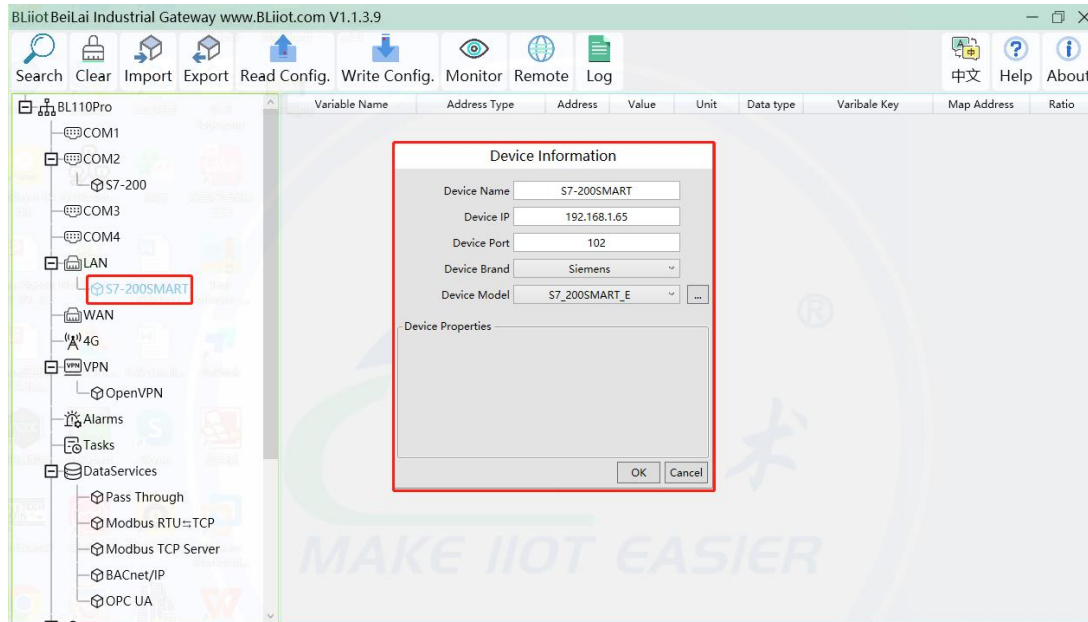 BLiiot BeiLai Industrial Gateway www.BLiiot.com V1.1.3.9
Search Clear Import Export Read Config. Write Config. Monitor Remote Log 中文 Help About
BL110Pro
COM1
COM2
S7-200
COM3
COM4
LAN
S7-200SMART
WAN
4G
VPN
VPN
OpenVPN
Alarms
Tasks
DataServices
Pass Through
Modbus RTU⇆TCP
Modbus TCP Server
BACnet/IP
OPC UA
Variable Name Address Type Address Value Unit Data type Varibale Key Map Address Ratio
Device Information
Device Name S7-200SMART
Device IP 192.168.1.65
Device Port 102
Device Brand Siemens
Device Model S7_200SMART_E ...
Device Properties
OK Cancel
®
术
MAKE IIOT EASIER